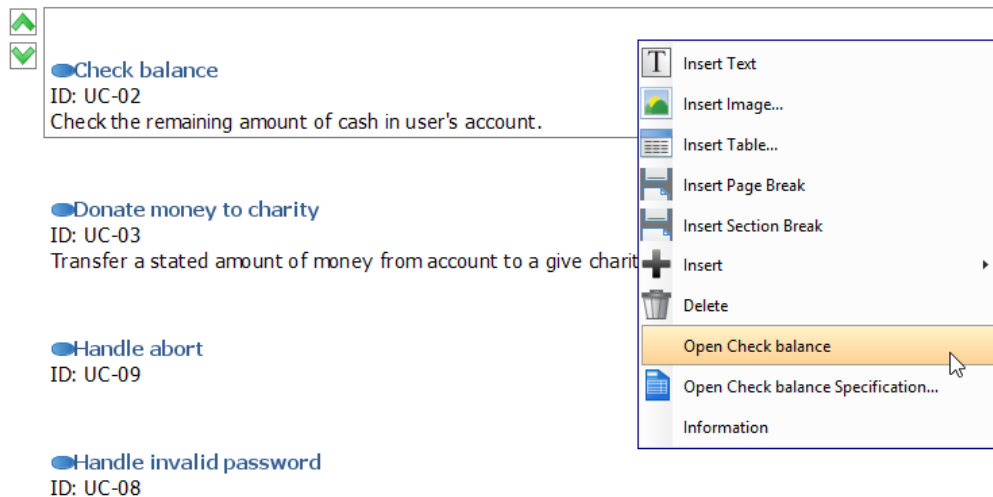 Check balance
ID: UC-02
Check the remaining amount of cash in user's account.
Donate money to charity
ID: UC-03
Transfer a stated amount of money from account to a give charit
Handle abort
ID: UC-09
Handle invalid password
ID: UC-08
T Insert Text
Insert Image...
Insert Table...
Insert Page Break
Insert Section Break
Insert
Delete
Open Check balance
Open Check balance Specification...
Information